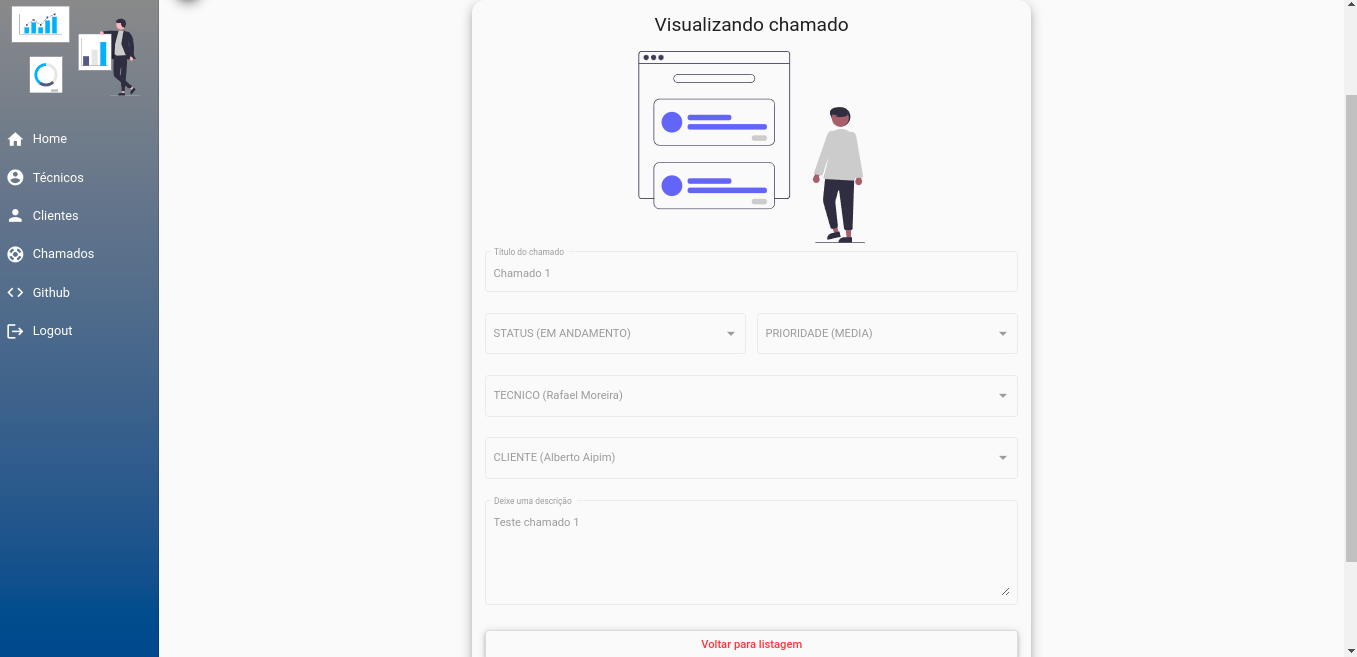 Home
Técnicos
Clientes
Chamados
Github
Logout
Visualizando chamado
Título do chamado
Chamado 1
STATUS (EM ANDAMENTO)
PRIORIDADE (MEDIA)
TECNICO (Rafael Moreira)
CLIENTE (Alberto Aipim)
Deixe uma descrição
Teste chamado 1
Voltar para listagem